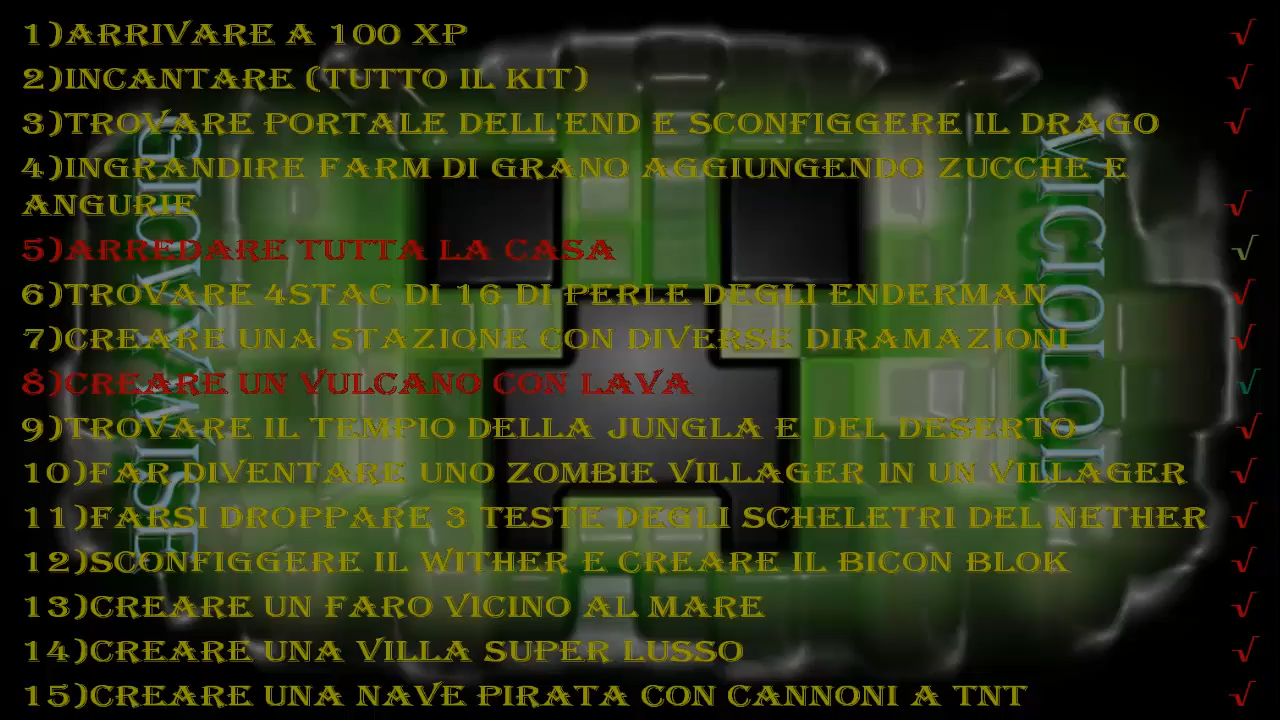 1)ARRIVARE A 100 XP √
2)INCANTARE (TUTTO IL KIT) √
3)TROVARE PORTALE DELL'END E SCONFIGGERE IL DRAGO √
4)INGRANDIRE FARM DI GRANO AGGIUNGENDO ZUCCHE E
ANGURIE √
5)ARREDARE TUTTA LA CASA √
6)TROVARE 4STAC DI 16 DI PERLE DEGLI ENDERMAN √
7)CREARE UNA STAZIONE CON DIVERSE DIRAMAZIONI √
8)CREARE UN VULCANO CON LAVA √
9)TROVARE IL TEMPIO DELLA JUNGLA E DEL DESERTO √
10)FAR DIVENTARE UNO ZOMBIE VILLAGER IN UN VILLAGER √
11)FARSI DROPPARE 3 TESTE DEGLI SCHELETRI DEL NETHER √
12)SCONFIGGERE IL WITHER E CREARE IL BICON BLOK √
13)CREARE UN FARO VICINO AL MARE √
14)CREARE UNA VILLA SUPER LUSSO √
15)CREARE UNA NAVE PIRATA CON CANNONI A TNT √